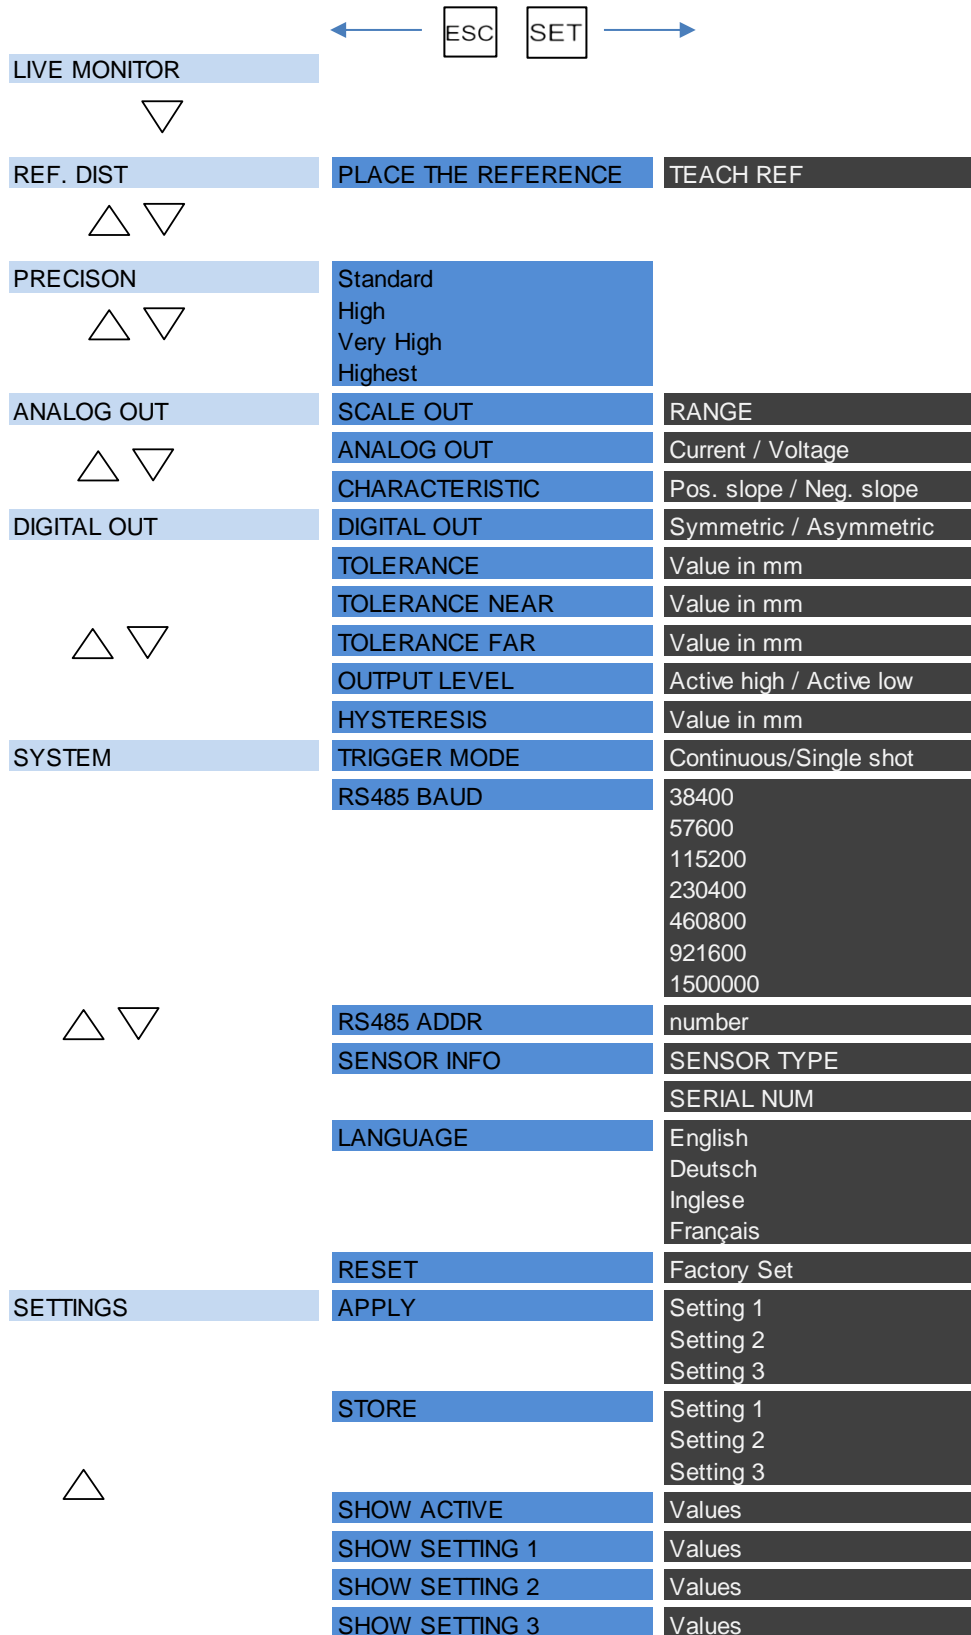 ESC SET
LIVE MONITOR
REF. DIST PLACE THE REFERENCE TEACH REF
PRECISON Standard
High
Very High
Highest
ANALOG OUT SCALE OUT RANGE
ANALOG OUT Current / Voltage
CHARACTERISTIC Pos. slope / Neg. slope
DIGITAL OUT DIGITAL OUT Symmetric / Asymmetric
TOLERANCE Value in mm
TOLERANCE NEAR Value in mm
TOLERANCE FAR Value in mm
OUTPUT LEVEL Active high / Active low
HYSTERESIS Value in mm
SYSTEM TRIGGER MODE Continuous/Single shot
RS485 BAUD 38400
57600
115200
230400
460800
921600
1500000
RS485 ADDR number
SENSOR INFO SENSOR TYPE
SERIAL NUM
LANGUAGE English
Deutsch
Inglese
Français
RESET Factory Set
SETTINGS APPLY Setting 1
Setting 2
Setting 3
STORE Setting 1
Setting 2
Setting 3
SHOW ACTIVE Values
SHOW SETTING 1 Values
SHOW SETTING 2 Values
SHOW SETTING 3 Values